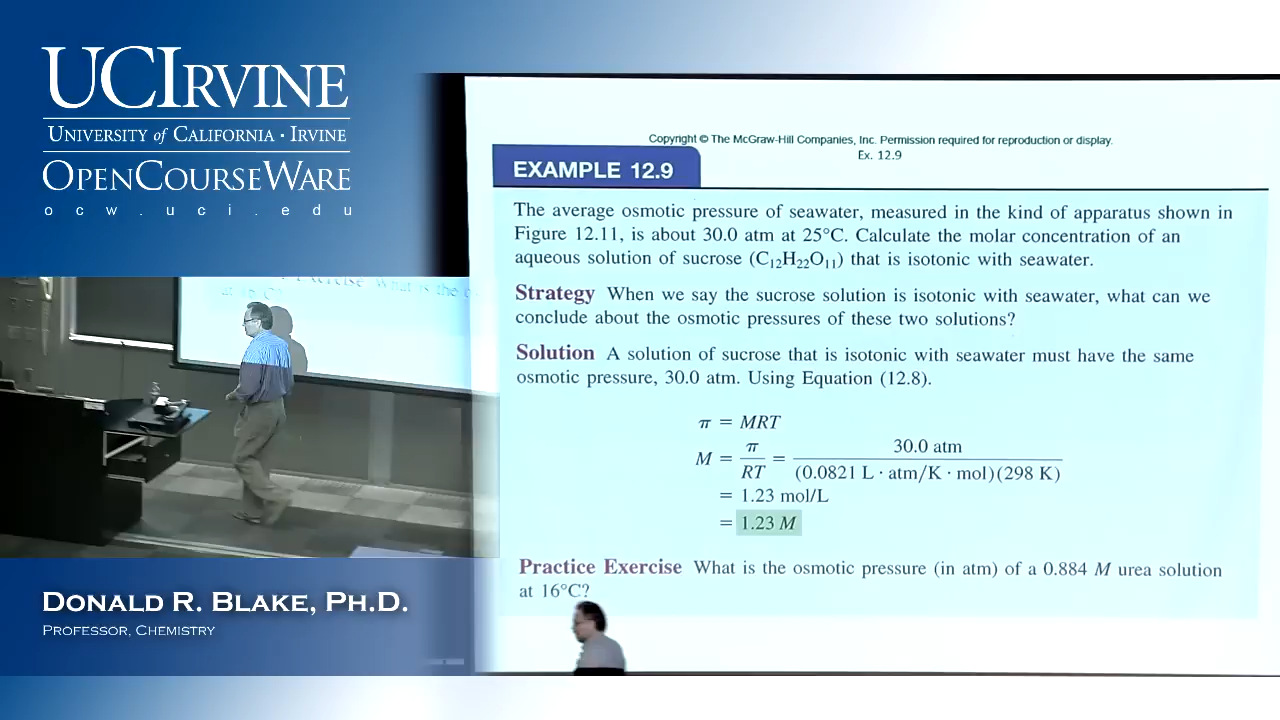 UCIRVINE
UNIVERSITY of CALIFORNIA · IRVINE
OPENCOURSEWARE
ocw.uci.edu
Copyright © The McGraw-Hill Companies, Inc. Permission required for reproduction or display.
Ex. 12.9
EXAMPLE 12.9
The average osmotic pressure of seawater, measured in the kind of apparatus shown in
Figure 12.11, is about 30.0 atm at 25°C. Calculate the molar concentration of an
aqueous solution of sucrose (C₁₂H₂₂O₁₁) that is isotonic with seawater.
Strategy When we say the sucrose solution is isotonic with seawater, what can we
conclude about the osmotic pressures of these two solutions?
Solution A solution of sucrose that is isotonic with seawater must have the same
osmotic pressure, 30.0 atm. Using Equation (12.8).
π = MRT
M = π/RT = 30.0 atm/(0.0821 L · atm/K · mol)(298 K)
= 1.23 mol/L
= 1.23 M
Practice Exercise What is the osmotic pressure (in atm) of a 0.884 M urea solution
at 16°C?
DONALD R. BLAKE, PH.D.
PROFESSOR, CHEMISTRY